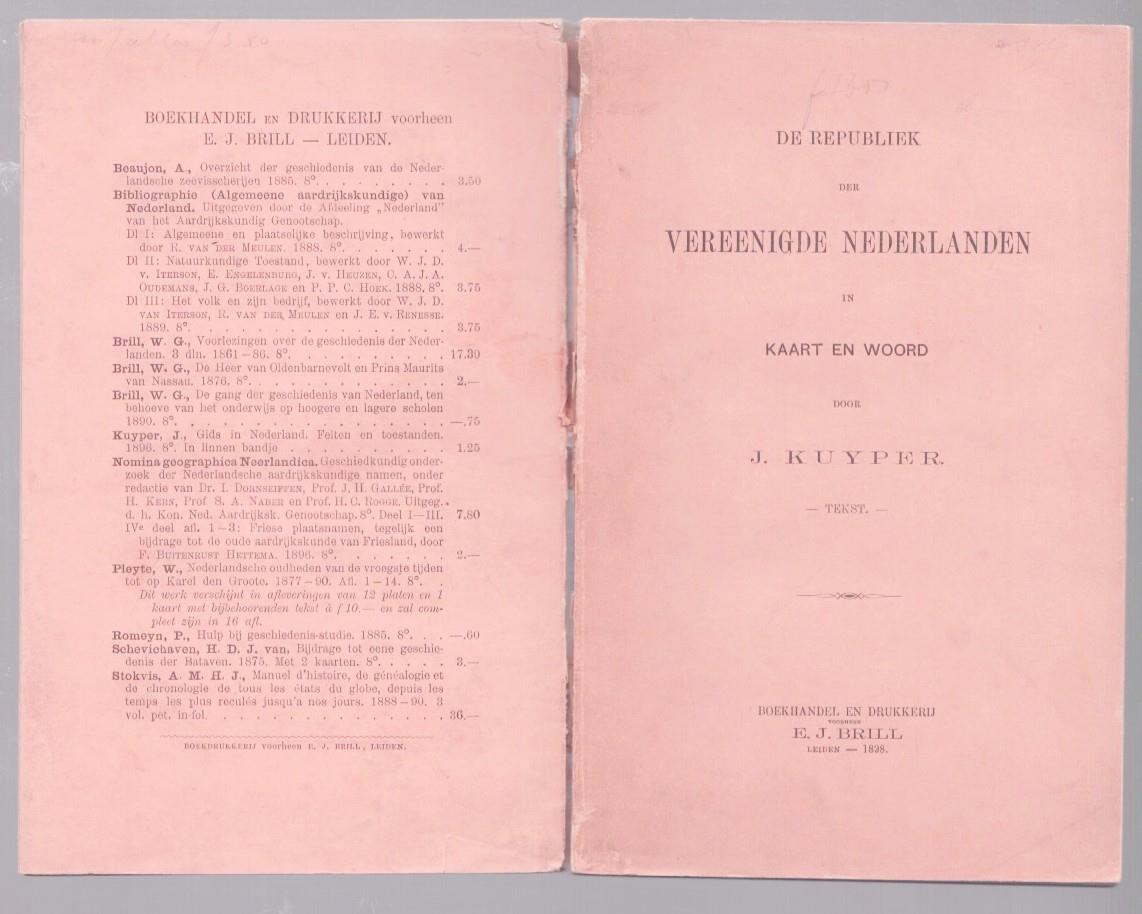 BOEKHANDEL EN DRUKKERIJ voorheen
E. J. BRILL — LEIDEN.
Beaujon, A., Overzicht der geschiedenis van de Neder-
landsche zeevisscherijen 1885. 8°. . . . . . . . . 3.50
Bibliographie (Algemeene aardrijkskundige) van
Nederland. Uitgegeven door de Afdeeling „Nederland”
van het Aardrijkskundig Genootschap.
Dl I: Algemeene en plaatselijke beschrijving, bewerkt
door R. VAN DER MEULEN. 1888. 8°. . . . . . . 4.—
Dl II: Natuurkundige Toestand, bewerkt door W. J. D.
v. ITERSON, E. ENGELENBURG, J. v. HEUZEN, C. A. J. A.
OUDEMANS, J. G. BOERLAGE en P. P. C. HOEK. 1888. 8°. 3.75
Dl III: Het volk en zijn bedrijf, bewerkt door W. J. D.
VAN ITERSON, R. VAN DER MEULEN en J. E. v. RENESSE.
1889. 8°. . . . . . . . . . . . . . . . 3.75
Brill, W. G., Voorlezingen over de geschiedenis der Neder-
landen. 3 dln. 1861—86. 8°. . . . . . . . . . 17.30
Brill, W. G., De Heer van Oldenbarnevelt en Prins Maurits
van Nassau. 1876. 8°. . . . . . . . . . . . 2.—
Brill, W. G., De gang der geschiedenis van Nederland, ten
behoeve van het onderwijs op hoogere en lagere scholen
1890. 8°. . . . . . . . . . . . . . . . . —.75
Kuyper, J., Gids in Nederland. Feiten en toestanden.
1896. 8°. In linnen bandje . . . . . . . . . . 1.25
Nomina geographica Neerlandica. Geschiedkundig onder-
zoek der Nederlandsche aardrijkskundige namen, onder
redactie van Dr. I. DORNSEIFFEN, Prof. J. H. GALLÉE, Prof.
H. KERN, Prof S. A. NABER en Prof. H. C. ROGGE. Uitgeg.
d. h. Kon. Ned. Aardrijksk. Genootschap. 8°. Deel I—III. 7.80
IVe deel afl. 1—3: Friese plaatsnamen, tegelijk een
bijdrage tot de oude aardrijkskunde van Friesland, door
F. BUITENRUST HETTEMA. 1896. 8°. . . . . . . 2.—
Pleyte, W., Nederlandsche oudheden van de vroegste tijden
tot op Karel den Groote. 1877—90. Afl. 1—14. 8°. .
Dit werk verschijnt in afleveringen van 12 platen en 1
kaart met bijbehoorenden tekst à f 10.— en zal com-
pleet zijn in 16 afl.
Romeyn, P., Hulp bij geschiedenis-studie. 1885. 8°. . . —.60
Schevichaven, H. D. J. van, Bijdrage tot eene geschie-
denis der Bataven. 1875. Met 2 kaarten. 8°. . . . . 3.—
Stokvis, A. M. H. J., Manuel d'histoire, de généalogie et
de chronologie de tous les états du globe, depuis les
temps les plus reculés jusqu'a nos jours. 1888—90. 3
vol. pet. in-fol. . . . . . . . . . . . . . . 36.—
BOEKDRUKKERIJ voorheen E. J. BRILL, LEIDEN.
DE REPUBLIEK
DER
VEREENIGDE NEDERLANDEN
IN
KAART EN WOORD
DOOR
J. KUYPER.
— TEKST. —
BOEKHANDEL EN DRUKKERIJ
VOORHEEN
E. J. BRILL
LEIDEN — 1898.